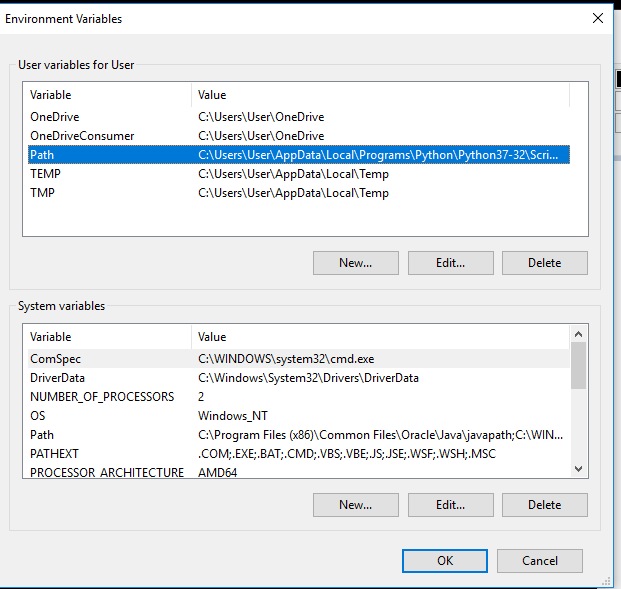 Environment Variables
User variables for User
Variable Value
OneDrive C:\Users\User\OneDrive
OneDriveConsumer C:\Users\User\OneDrive
Path C:\Users\User\AppData\Local\Programs\Python\Python37-32\Scri...
TEMP C:\Users\User\AppData\Local\Temp
TMP C:\Users\User\AppData\Local\Temp
New... Edit... Delete
System variables
Variable Value
ComSpec C:\WINDOWS\system32\cmd.exe
DriverData C:\Windows\System32\Drivers\DriverData
NUMBER_OF_PROCESSORS 2
OS Windows_NT
Path C:\Program Files (x86)\Common Files\Oracle\Java\javapath;C:\WIN...
PATHEXT .COM;.EXE;.BAT;.CMD;.VBS;.VBE;.JS;.JSE;.WSF;.WSH;.MSC
PROCESSOR_ARCHITECTURE AMD64
New... Edit... Delete
OK Cancel